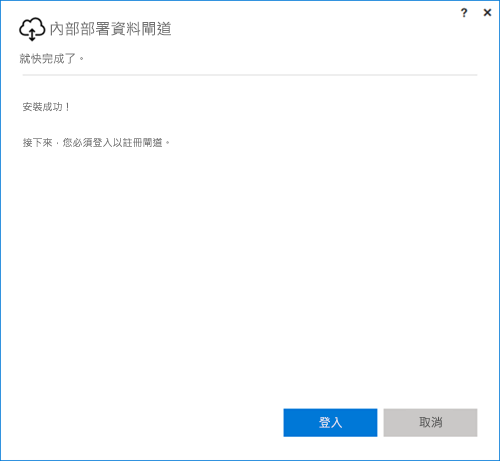 ? ×
內部部署資料閘道
就快完成了。
安裝成功！
接下來，您必須登入以註冊閘道。
登入 取消